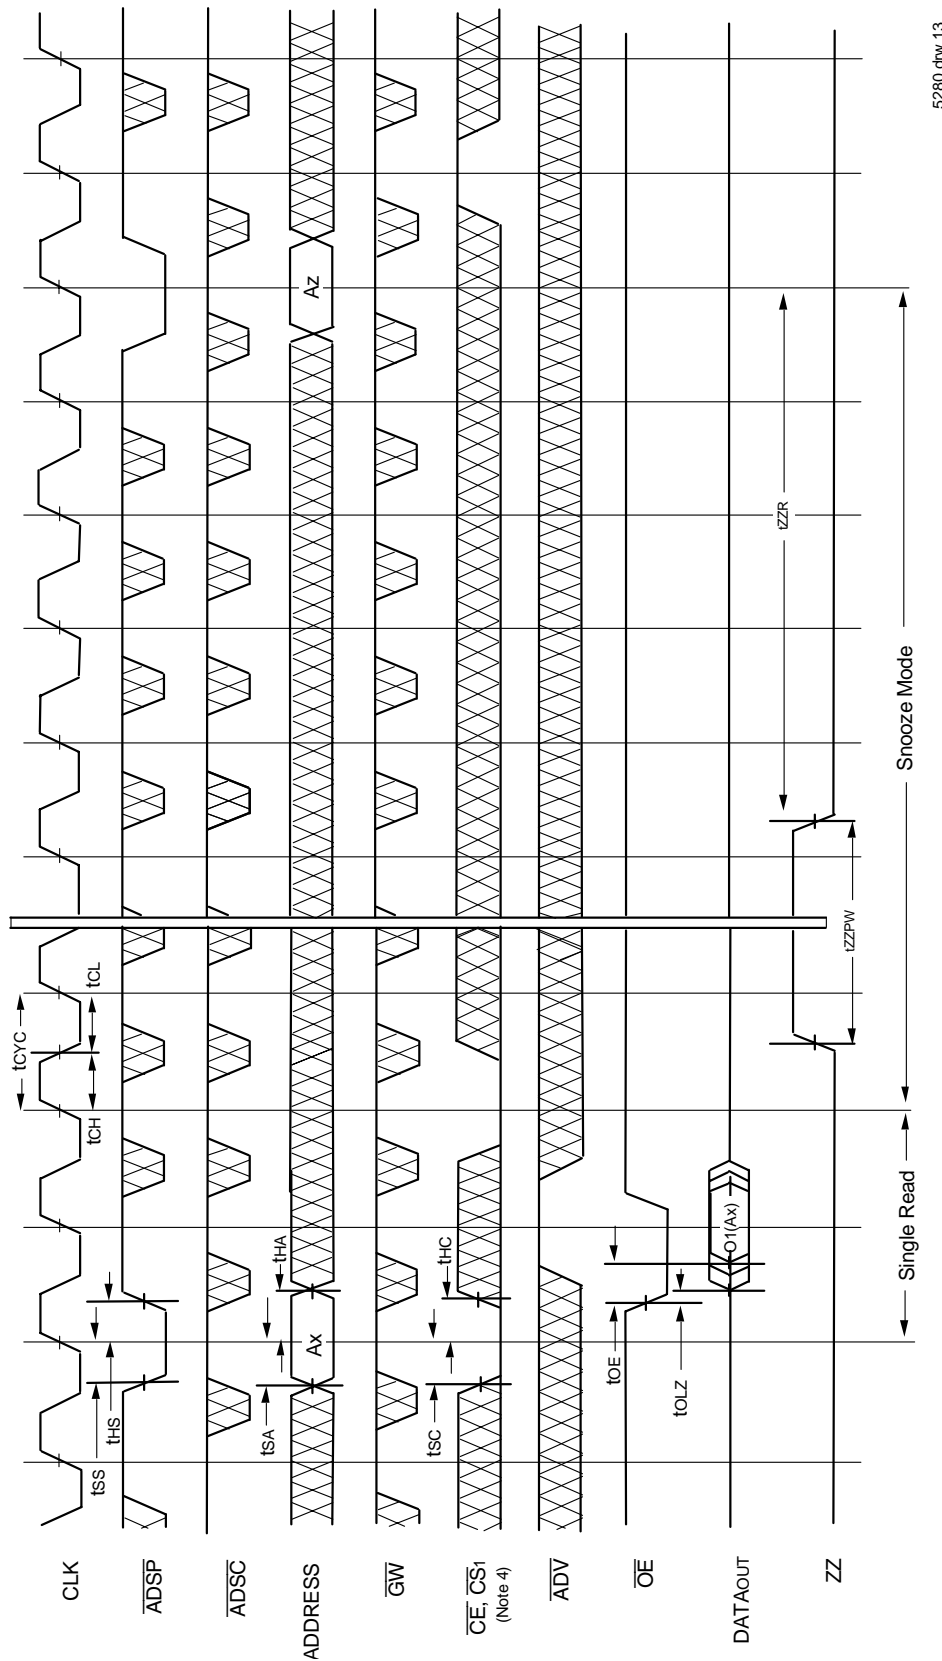 CLK
ADSP
ADSC
ADDRESS
GW
CE, CS1
(Note 4)
ADV
OE
DATAOUT
ZZ
tCYC
tCH
tCL
tSS
tHS
tSA
tHA
Ax
Az
tSC
tHC
tOE
tOLZ
O1(Ax)
tZZPW
tZZR
Single Read
Snooze Mode
5280 drw 13